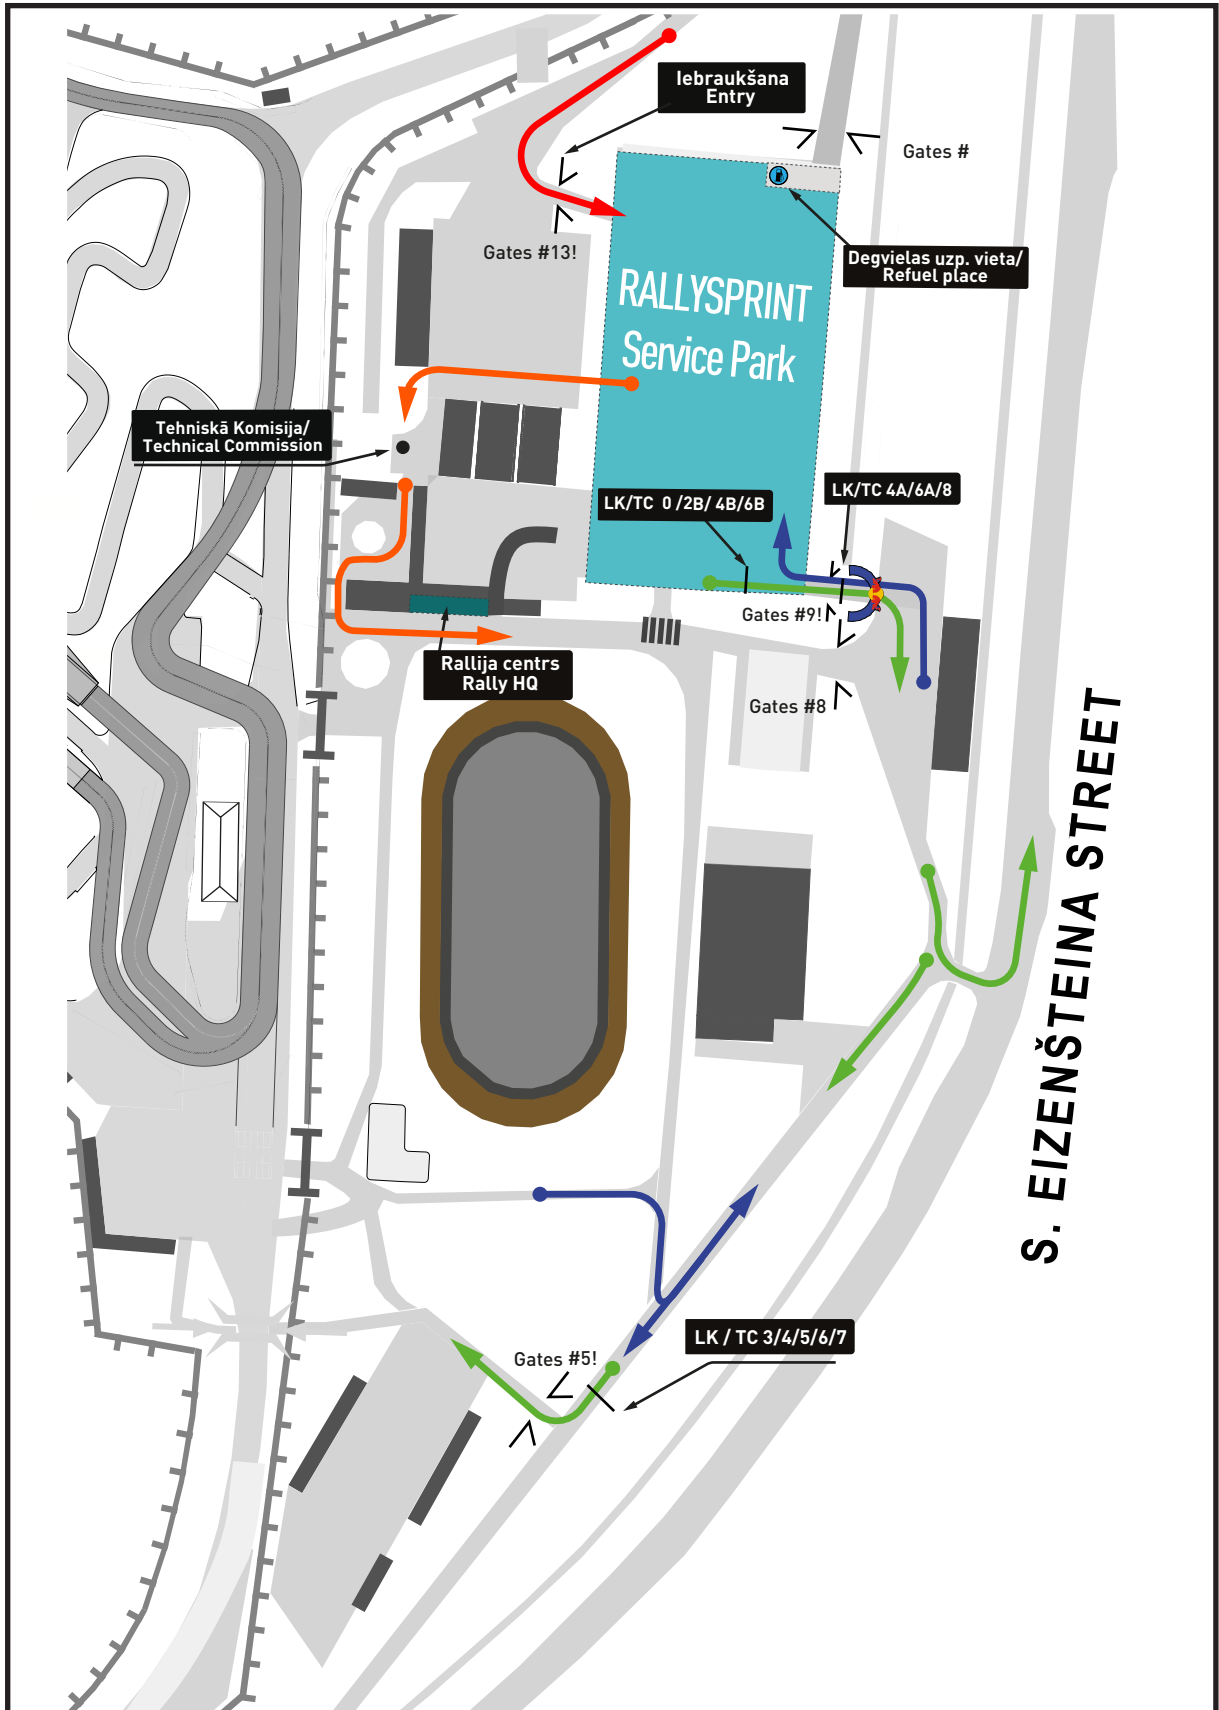 Iebraukšana
Entry
Gates #
Gates #13!
Degvielas uzp. vieta/
Refuel place
RALLYSPRINT
Service Park
Tehniskā Komisija/
Technical Commission
LK/TC 0 /2B/ 4B/6B
LK/TC 4A/6A/8
Gates #9!
Rallija centrs
Rally HQ
Gates #8
S. EIZENŠTEINA STREET
LK / TC 3/4/5/6/7
Gates #5!